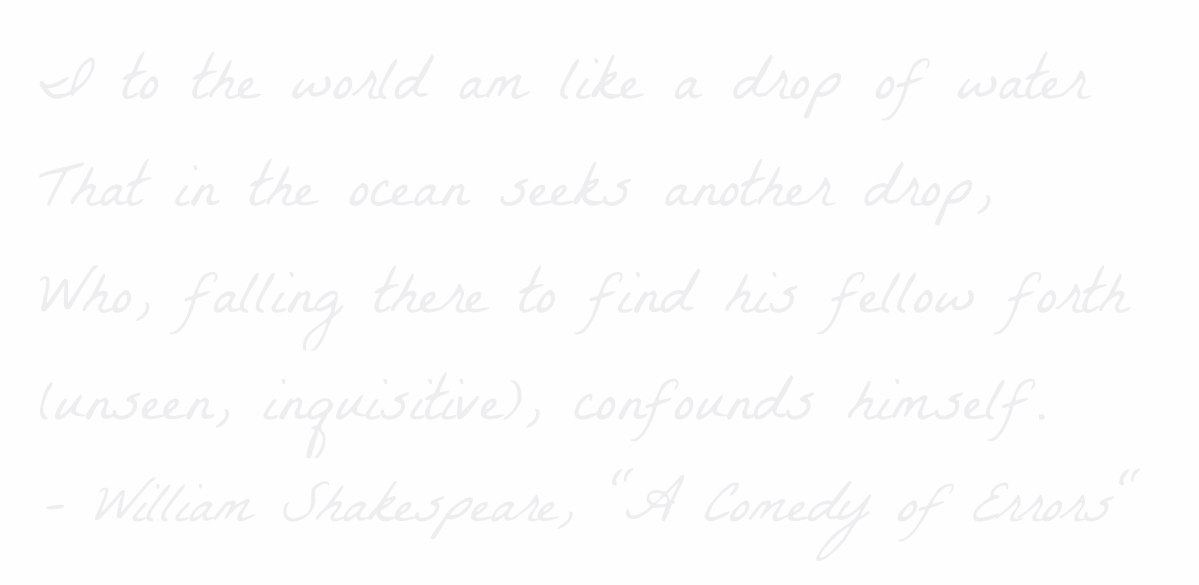 I to the world am like a drop of water
That in the ocean seeks another drop,
Who, falling there to find his fellow forth
(unseen, inquisitive), confounds himself.
- William Shakespeare, "A Comedy of Errors"